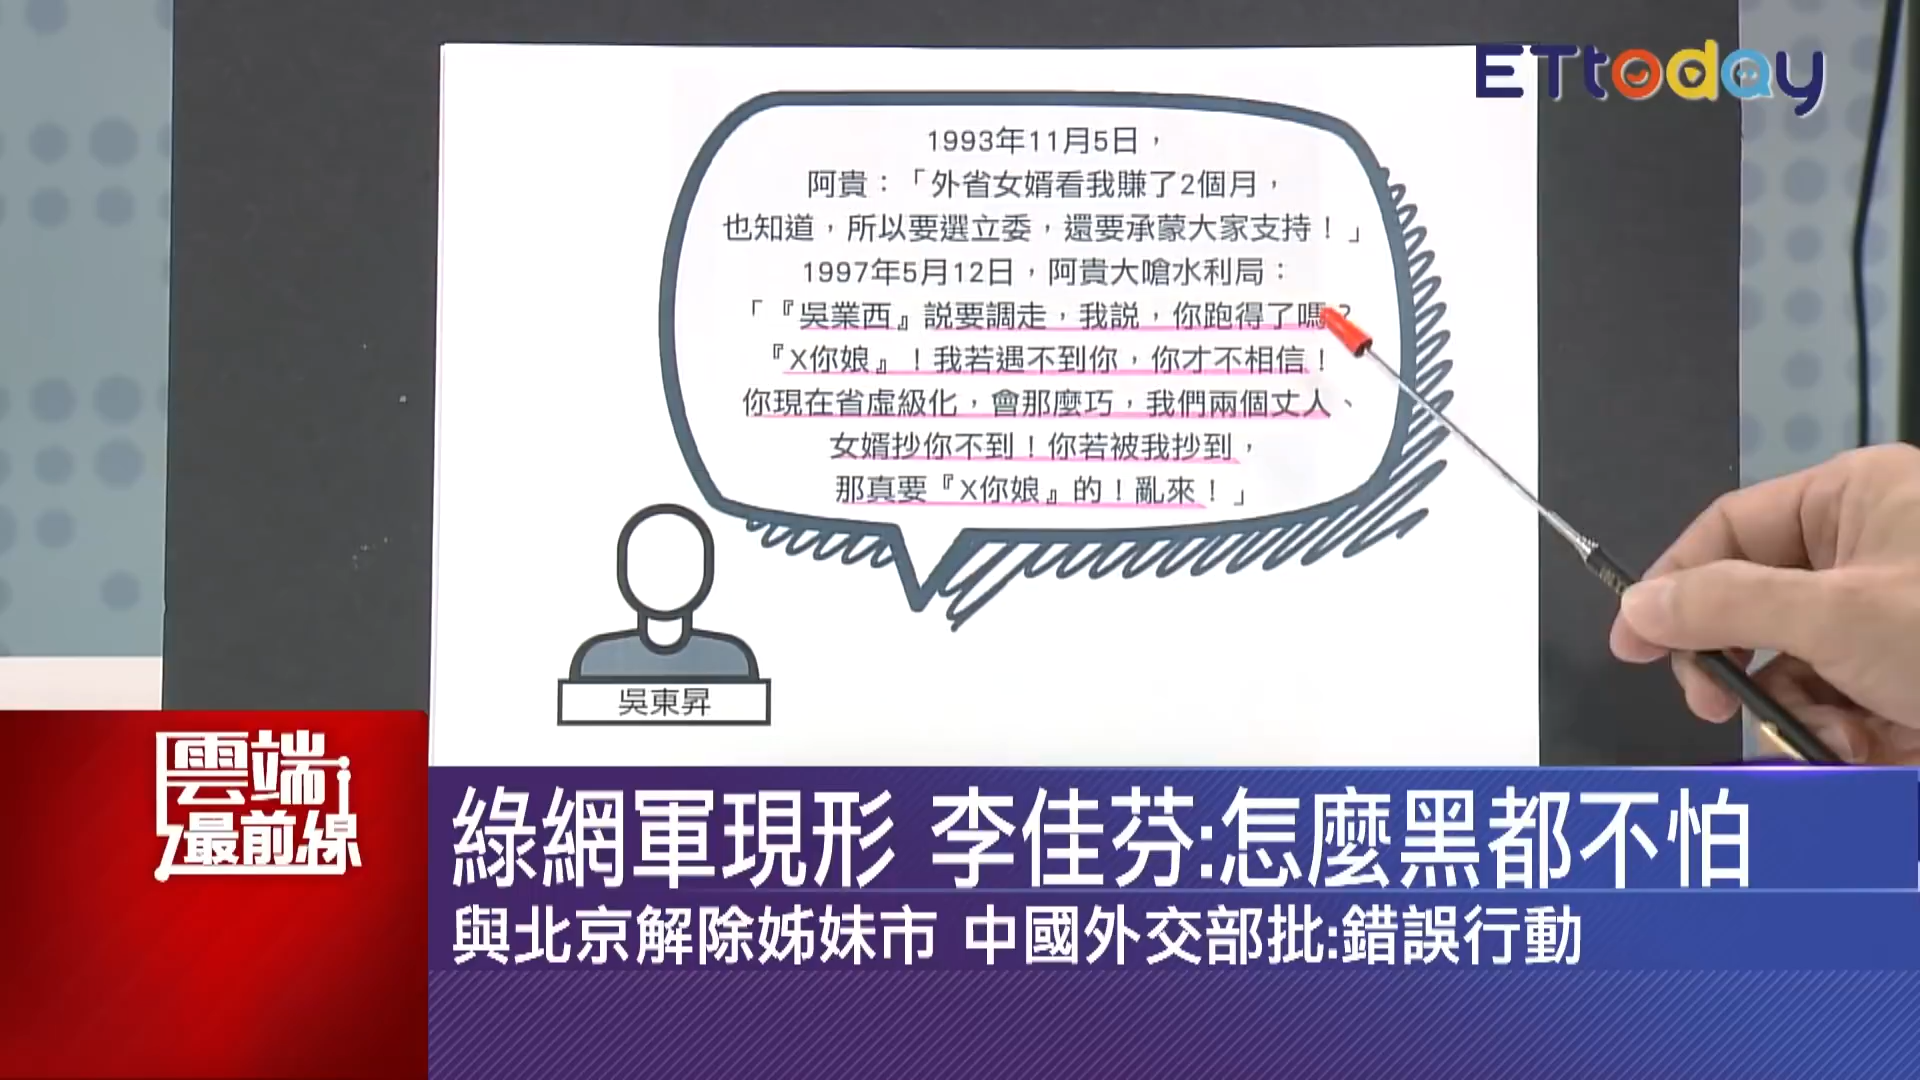 ETtoday
1993年11月5日，
阿貴：「外省女婿看我賺了2個月，
也知道，所以要選立委，還要承蒙大家支持！」
1997年5月12日，阿貴大嗆水利局：
「『吳業西』説要調走，我説，你跑得了嗎？
『X你娘』！我若遇不到你，你才不相信！
你現在省虛級化，會那麼巧，我們兩個丈人、
女婿抄你不到！你若被我抄到，
那真要『X你娘』的！亂來！」
吳東昇
雲端
最前線
綠網軍現形 李佳芬:怎麼黑都不怕
與北京解除姊妹市 中國外交部批:錯誤行動